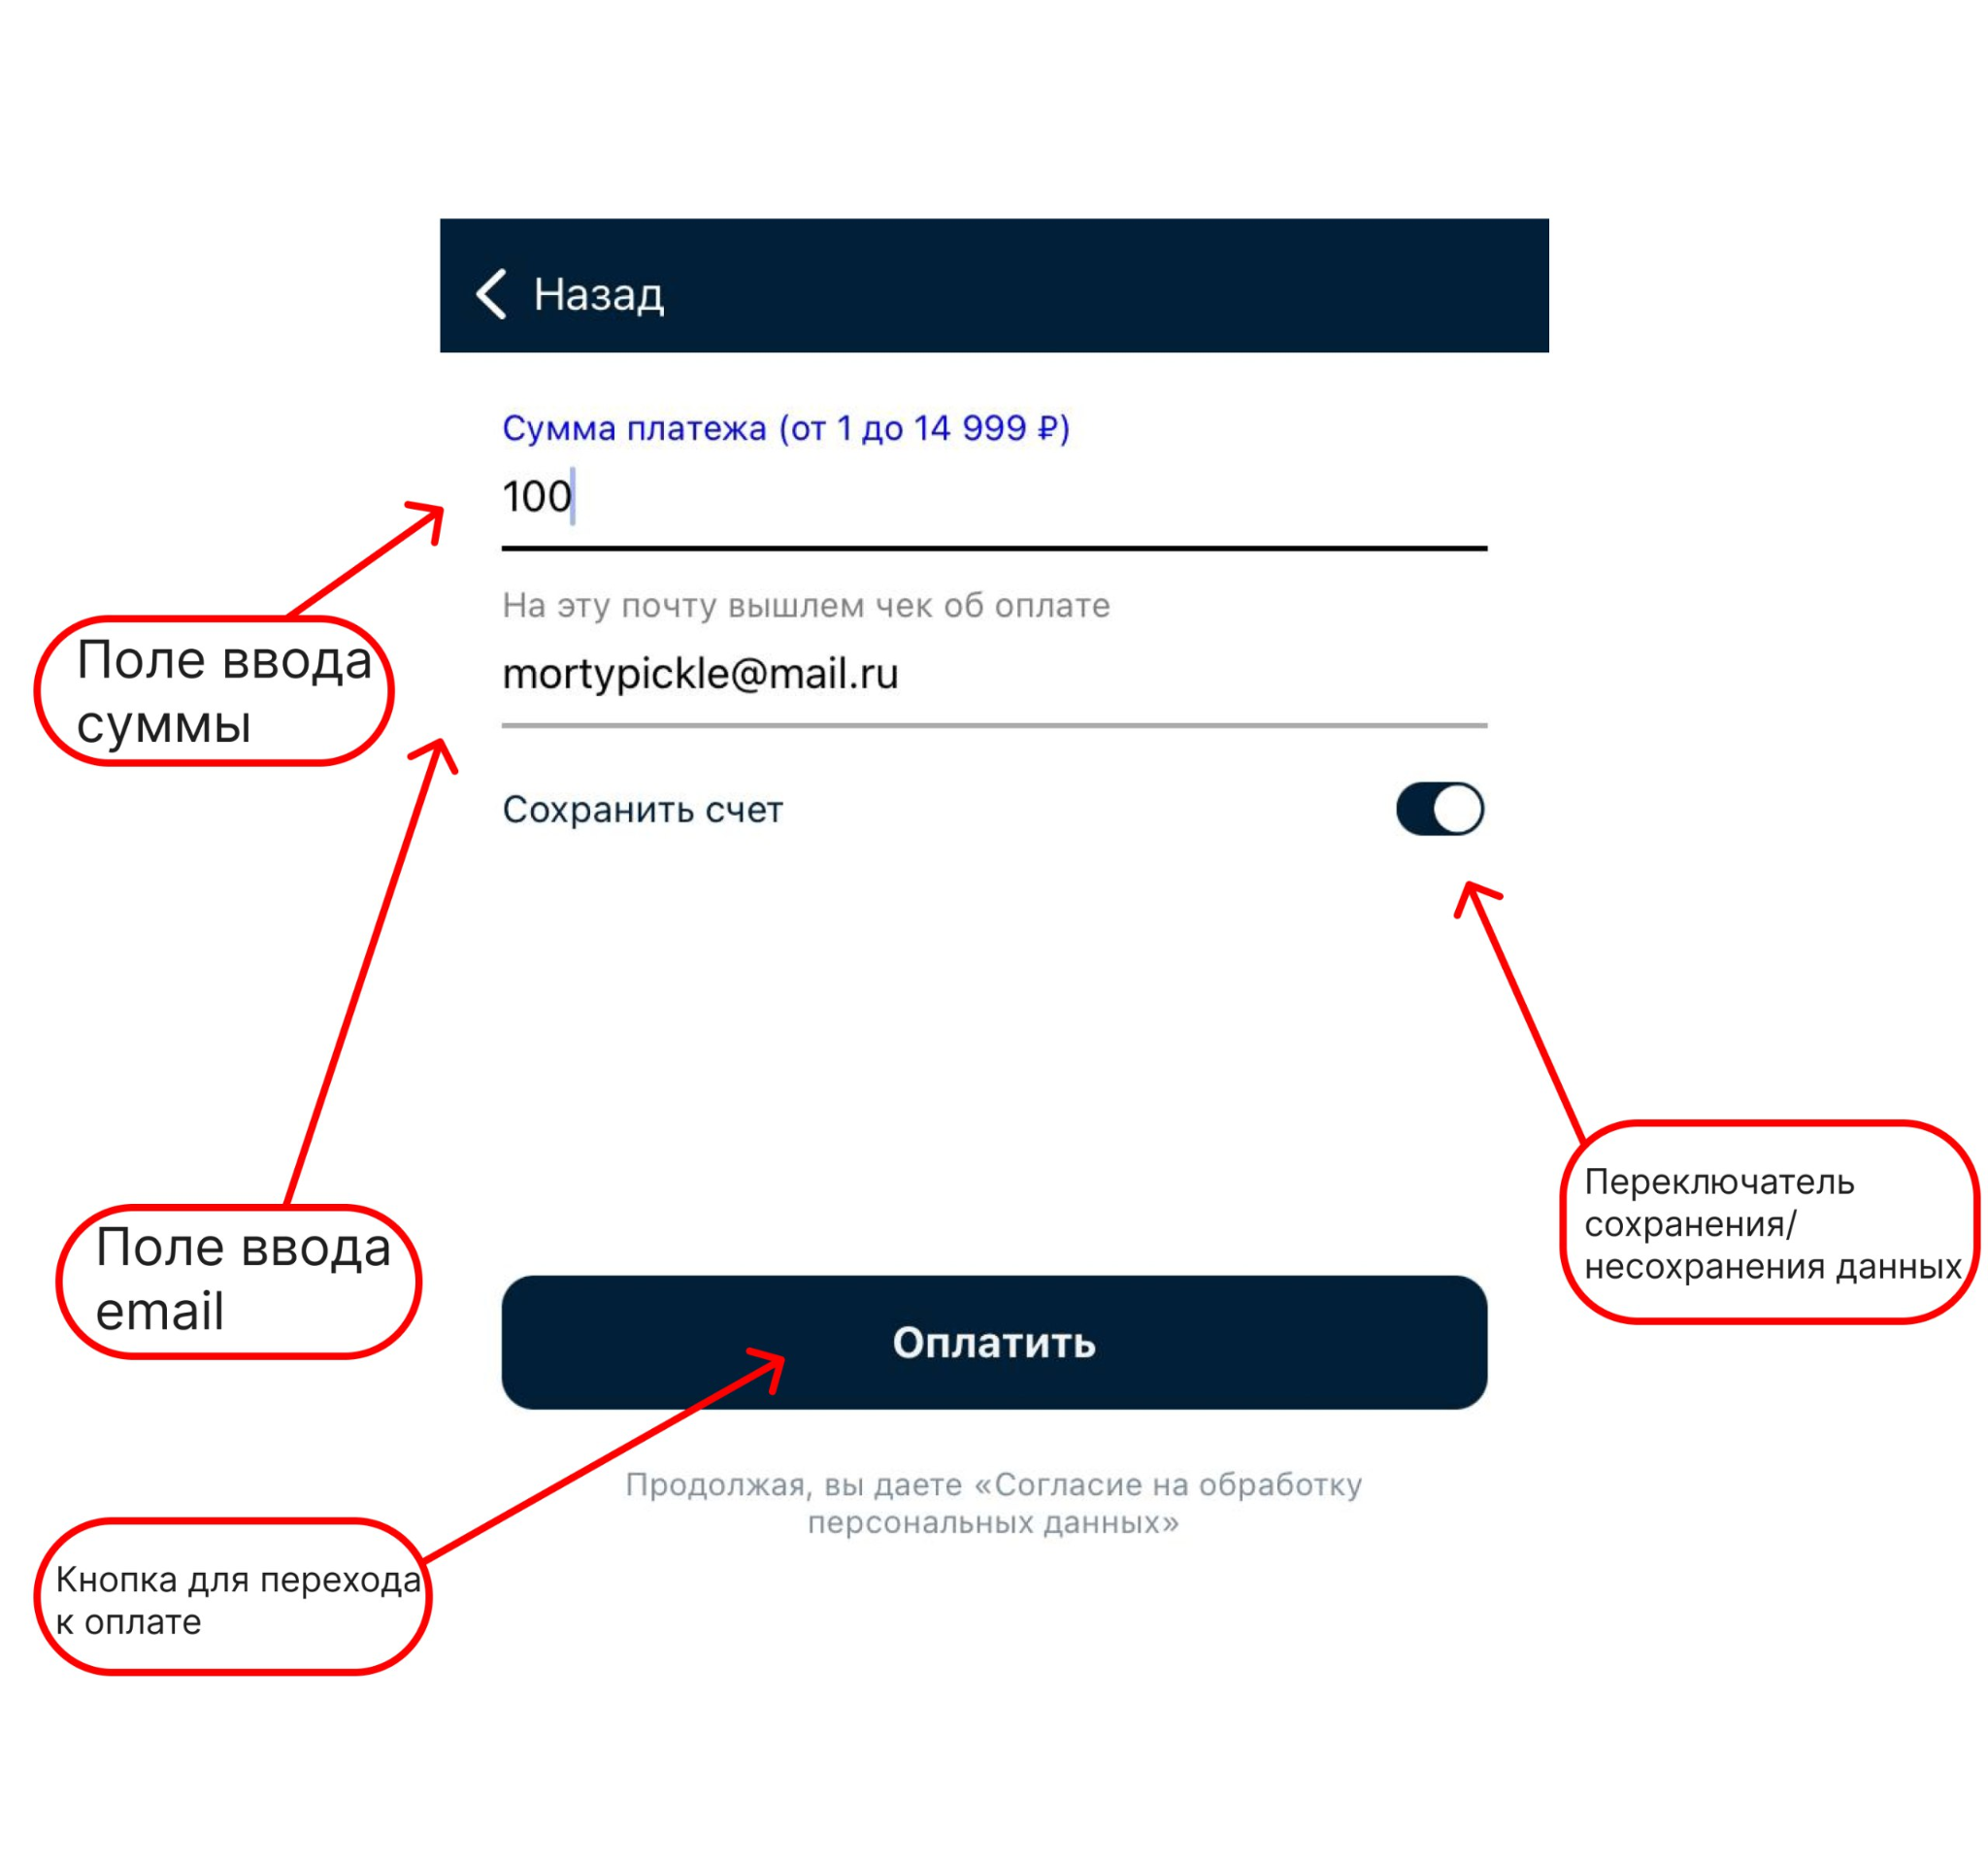 Назад
Сумма платежа (от 1 до 14 999 ₽)
100
На эту почту вышлем чек об оплате
mortypickle@mail.ru
Сохранить счет
Поле ввода
суммы
Поле ввода
email
Переключатель
сохранения/
несохранения данных
Оплатить
Продолжая, вы даете «Согласие на обработку
персональных данных»
Кнопка для перехода
к оплате